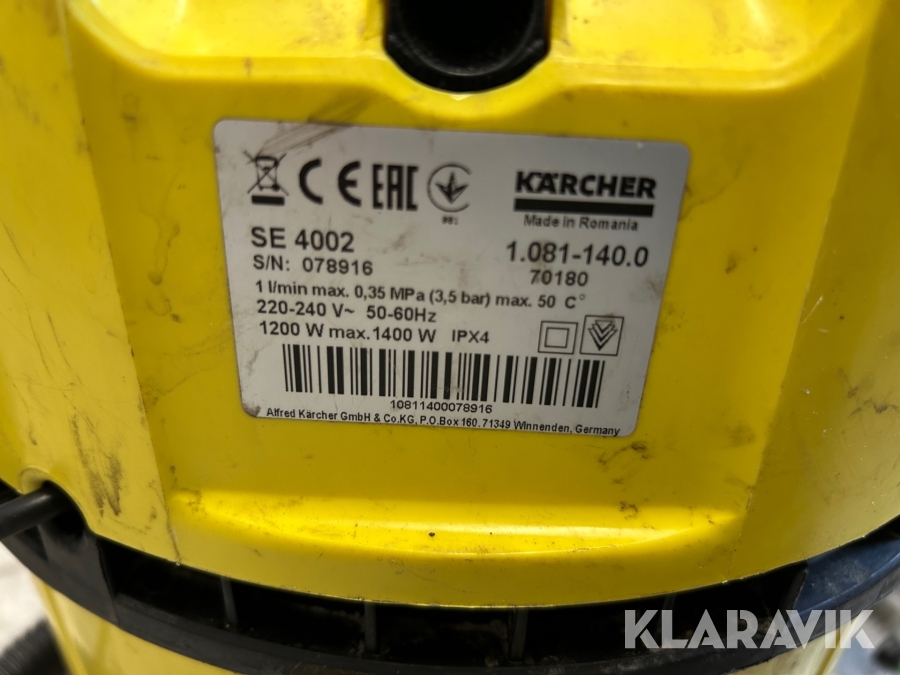 CE EAC
KÄRCHER
Made in Romania
SE 4002
1.081-140.0
S/N: 078916
70180
1 l/min max. 0,35 MPa (3,5 bar) max. 50 C°
220-240 V~ 50-60Hz
1200 W max.1400 W IPX4
10811400078916
Alfred Kärcher GmbH & Co.KG, P.O.Box 160, 71349 Winnenden, Germany
KLARAVIK